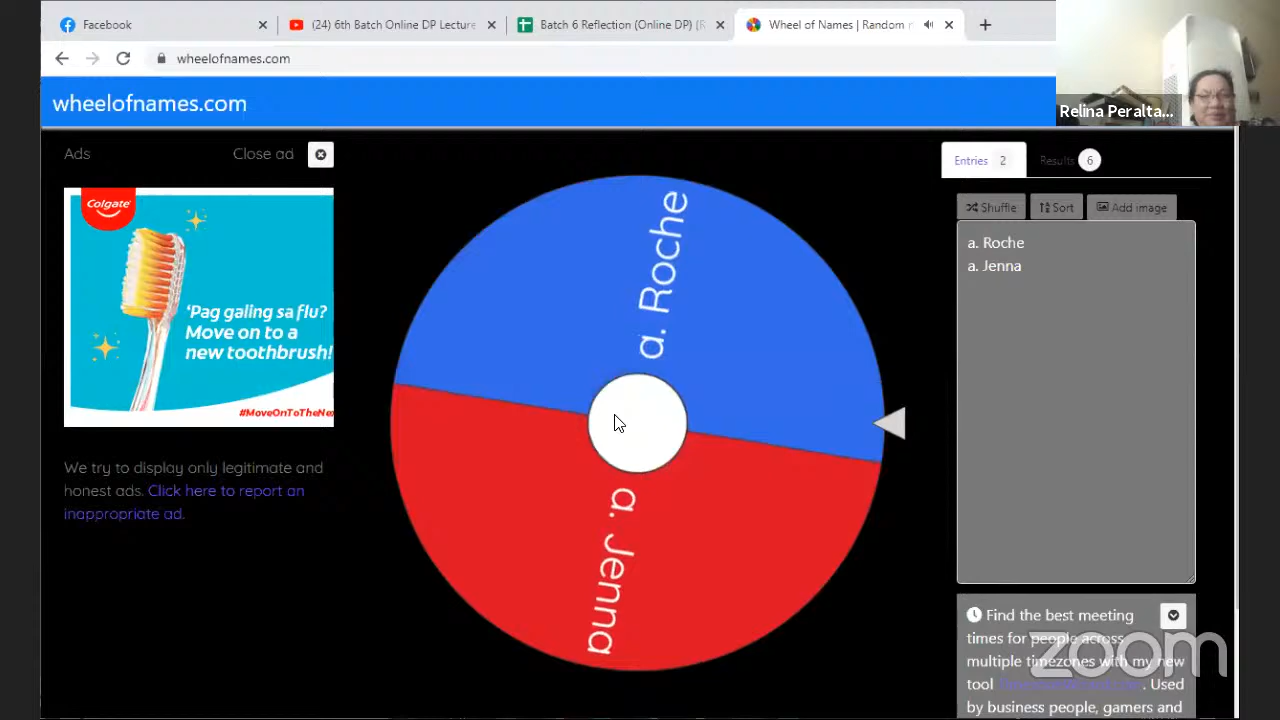 Facebook
(24) 6th Batch Online DP Lecture
Batch 6 Reflection (Online DP) (R
Wheel of Names | Random
wheelofnames.com
wheelofnames.com
Relina Peralta...
Ads
Close ad
Colgate
'Pag galing sa flu?
Move on to a
new toothbrush!
#MoveOnToTheNex
We try to display only legitimate and
honest ads. Click here to report an
inappropriate ad.
a. Roche
a. Jenna
Entries 2
Results 6
Shuffle
Sort
Add image
a. Roche
a. Jenna
Find the best meeting
times for people across
multiple timezones with my new
tool . Used
by business people, gamers and
zoom